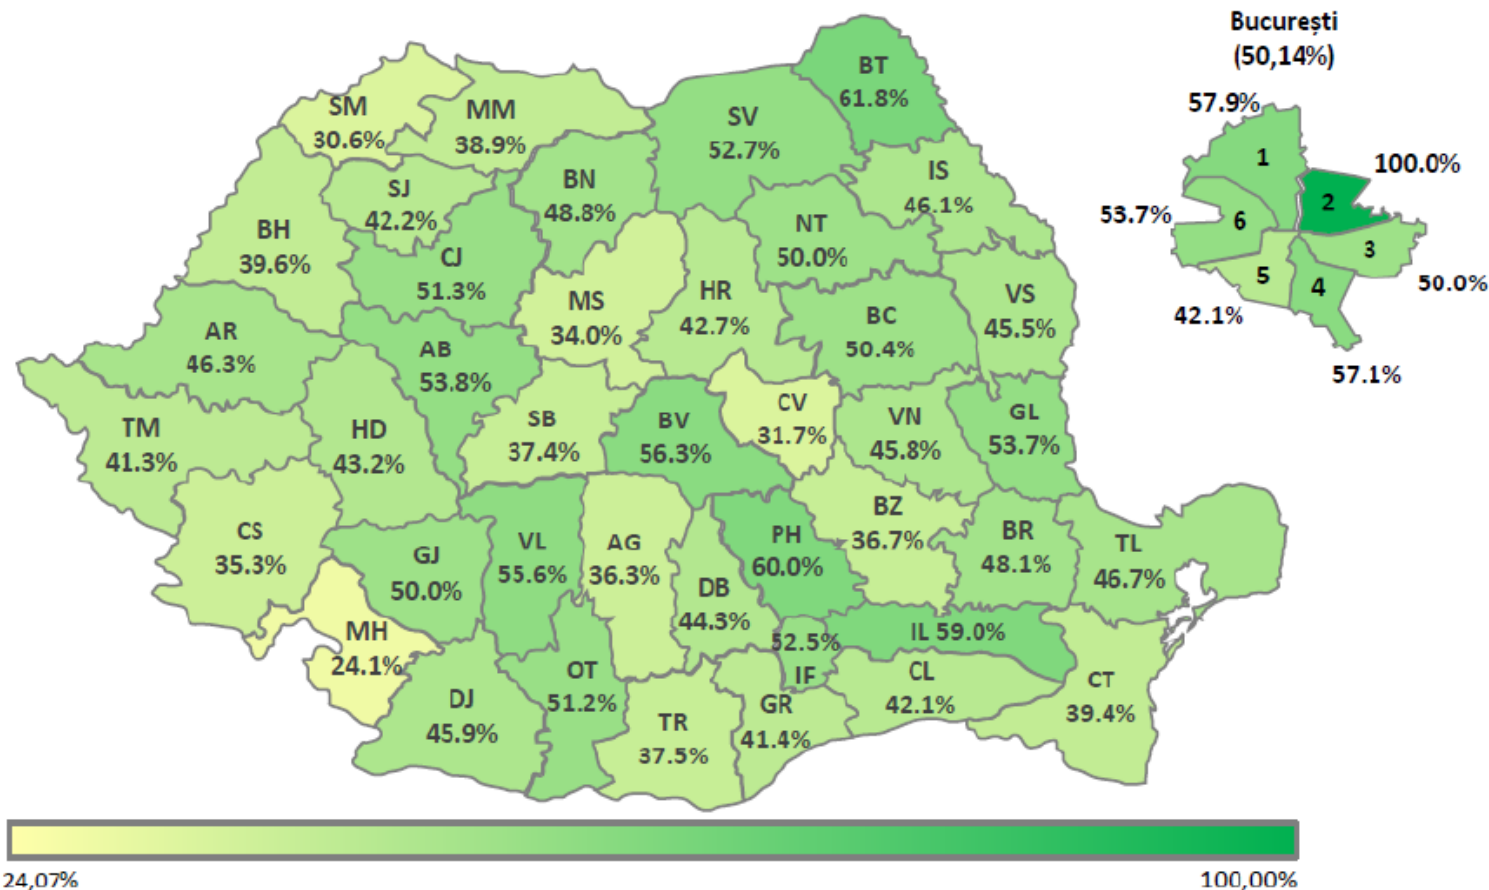 București
(50,14%)
57.9%
1
100.0%
2
53.7%
6
3
50.0%
5
4
42.1%
57.1%
BT
61.8%
SM
30.6%
MM
38.9%
SV
52.7%
IS
46.1%
SJ
42.2%
BN
48.8%
NT
50.0%
BH
39.6%
CJ
51.3%
MS
34.0%
HR
42.7%
BC
50.4%
VS
45.5%
AR
46.3%
AB
53.8%
TM
41.3%
HD
43.2%
SB
37.4%
BV
56.3%
CV
31.7%
VN
45.8%
GL
53.7%
CS
35.3%
GJ
50.0%
VL
55.6%
AG
36.3%
DB
44.3%
PH
60.0%
BZ
36.7%
BR
48.1%
TL
46.7%
MH
24.1%
DJ
45.9%
OT
51.2%
TR
37.5%
GR
41.4%
52.5%
IF
IL 59.0%
CL
42.1%
CT
39.4%
24,07%
100,00%